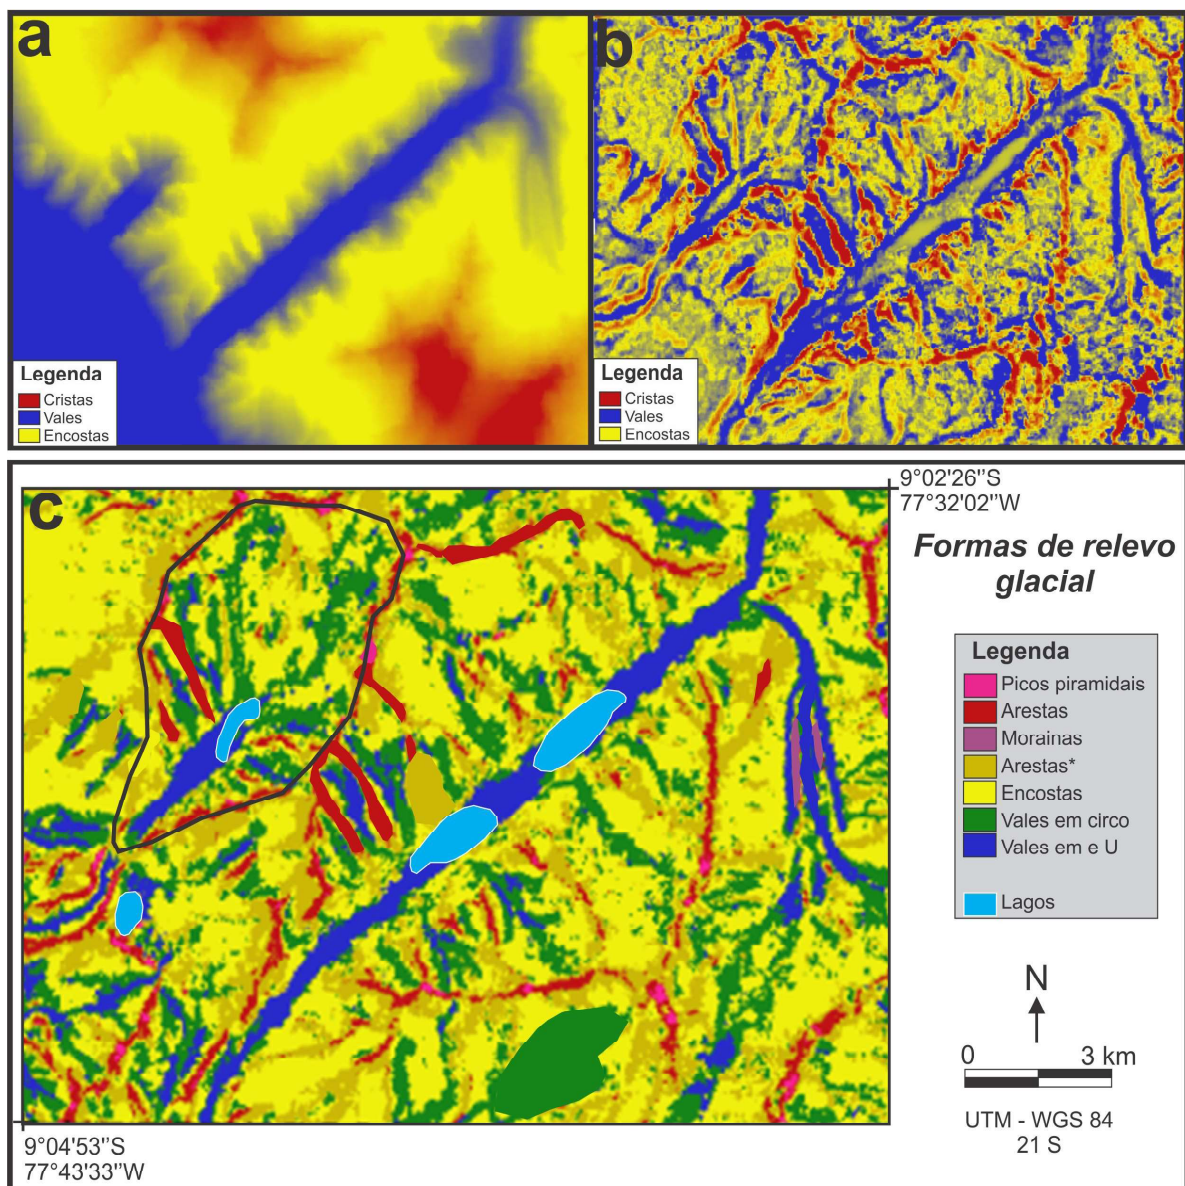 a
Legenda
Cristas
Vales
Encostas
b
Legenda
Cristas
Vales
Encostas
c
9°02'26’’S
77°32'02’’W
Formas de relevo
glacial
Legenda
Picos piramidais
Arestas
Morainas
Arestas*
Encostas
Vales em circo
Vales em e U
Lagos
N
0 3 km
UTM - WGS 84
21 S
9°04'53’’S
77°43'33’’W